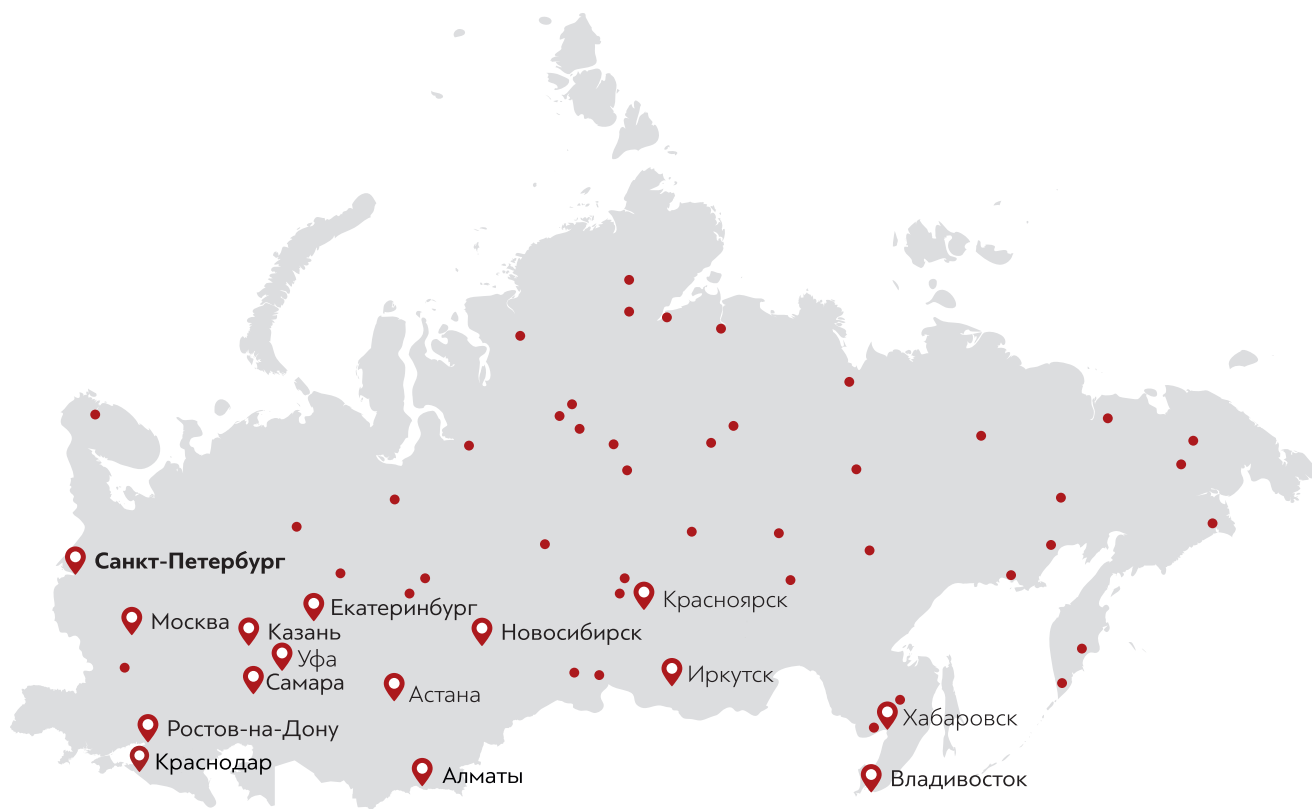 Санкт-Петербург
Красноярск
Екатеринбург
Москва
Казань
Новосибирск
Уфа
Самара
Иркутск
Астана
Хабаровск
Ростов-на-Дону
Краснодар
Алматы
Владивосток